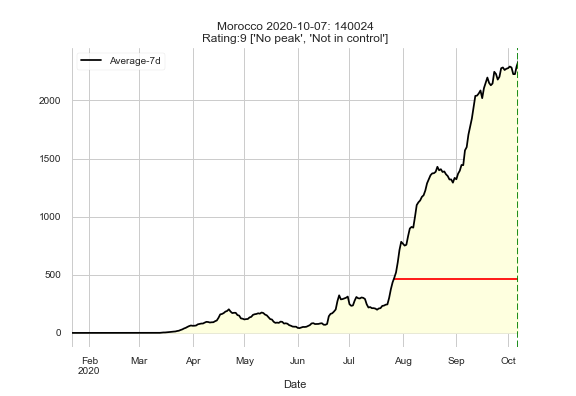 Morocco 2020-10-07: 140024
Rating:9 ['No peak', 'Not in control']
Average-7d
2000
1500
1000
500
0
Feb Mar Apr May Jun Jul Aug Sep Oct
2020
Date